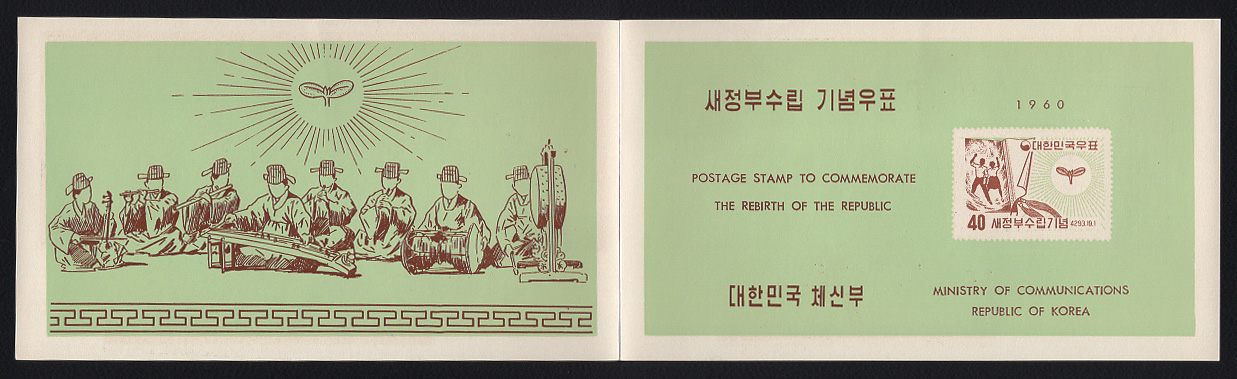 새정부수립 기념우표
1960
대한민국우표
POSTAGE STAMP TO COMMEMORATE
THE REBIRTH OF THE REPUBLIC
40 새정부수립기념 4293.10.1
대한민국 체신부
MINISTRY OF COMMUNICATIONS
REPUBLIC OF KOREA